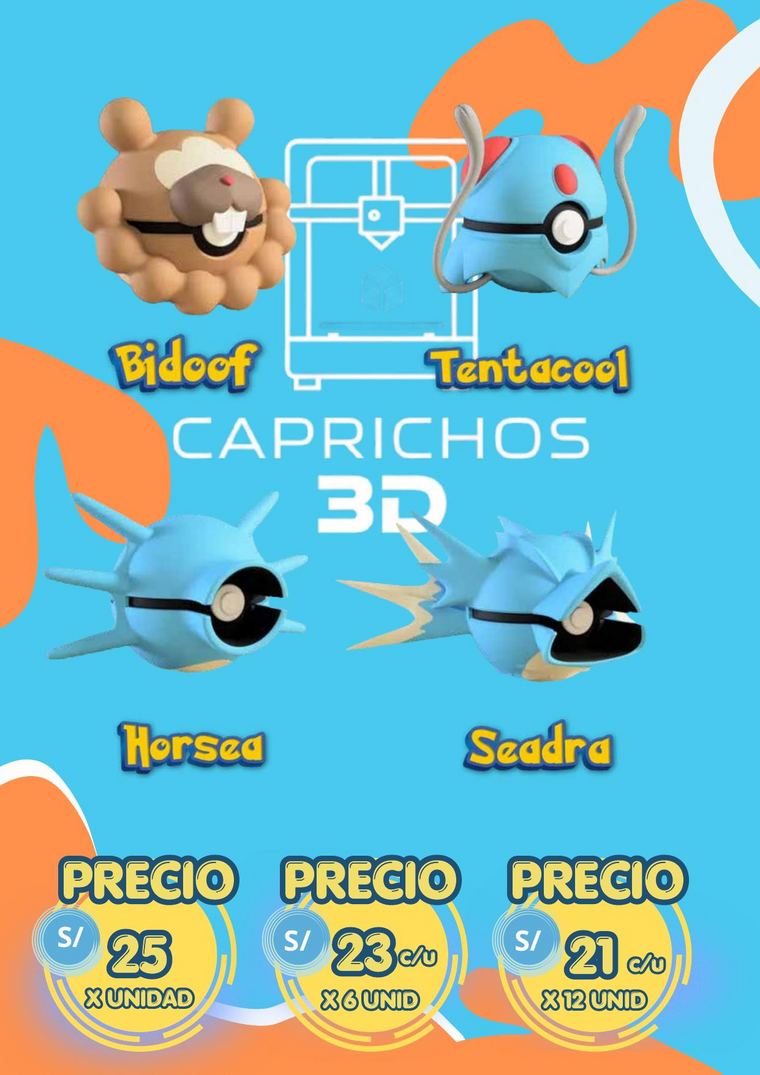 Bidoof
Tentacool
CAPRICHOS
3D
Horsea
Seadra
PRECIO
S/ 25
X UNIDAD
PRECIO
S/ 23 c/u
X 6 UNID
PRECIO
S/ 21 c/u
X 12 UNID